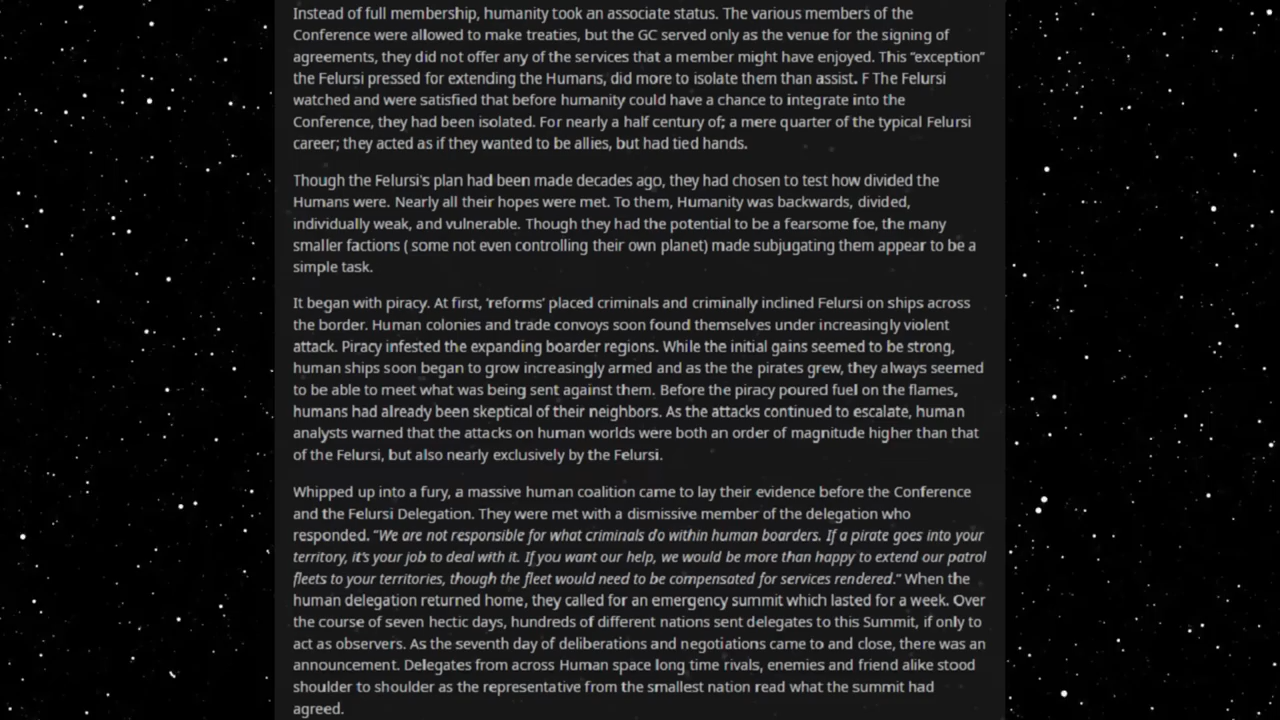 Instead of full membership, humanity took an associate status. The various members of the
Conference were allowed to make treaties, but the GC served only as the venue for the signing of
agreements, they did not offer any of the services that a member might have enjoyed. This “exception”
the Felursi pressed for extending the Humans, did more to isolate them than assist. F The Felursi
watched and were satisfied that before humanity could have a chance to integrate into the
Conference, they had been isolated. For nearly a half century of; a mere quarter of the typical Felursi
career; they acted as if they wanted to be allies, but had tied hands.
Though the Felursi's plan had been made decades ago, they had chosen to test how divided the
Humans were. Nearly all their hopes were met. To them, Humanity was backwards, divided,
individually weak, and vulnerable. Though they had the potential to be a fearsome foe, the many
smaller factions ( some not even controlling their own planet) made subjugating them appear to be a
simple task.
It began with piracy. At first, ‘reforms’ placed criminals and criminally inclined Felursi on ships across
the border. Human colonies and trade convoys soon found themselves under increasingly violent
attack. Piracy infested the expanding boarder regions. While the initial gains seemed to be strong,
human ships soon began to grow increasingly armed and as the the pirates grew, they always seemed
to be able to meet what was being sent against them. Before the piracy poured fuel on the flames,
humans had already been skeptical of their neighbors. As the attacks continued to escalate, human
analysts warned that the attacks on human worlds were both an order of magnitude higher than that
of the Felursi, but also nearly exclusively by the Felursi.
Whipped up into a fury, a massive human coalition came to lay their evidence before the Conference
and the Felursi Delegation. They were met with a dismissive member of the delegation who
responded. “We are not responsible for what criminals do within human boarders. If a pirate goes into your
territory, it's your job to deal with it. If you want our help, we would be more than happy to extend our patrol
fleets to your territories, though the fleet would need to be compensated for services rendered.” When the
human delegation returned home, they called for an emergency summit which lasted for a week. Over
the course of seven hectic days, hundreds of different nations sent delegates to this Summit, if only to
act as observers. As the seventh day of deliberations and negotiations came to and close, there was an
announcement. Delegates from across Human space long time rivals, enemies and friend alike stood
shoulder to shoulder as the representative from the smallest nation read what the summit had
agreed.